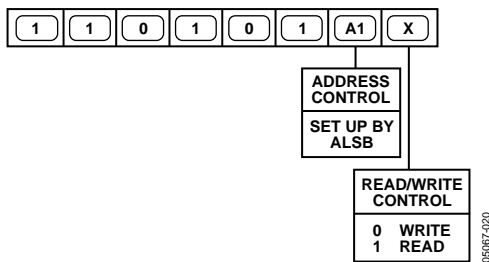 1 1 0 1 0 1 A1 X
ADDRESS
CONTROL
SET UP BY
ALSB
READ/WRITE
CONTROL
0 WRITE
1 READ
05067-020